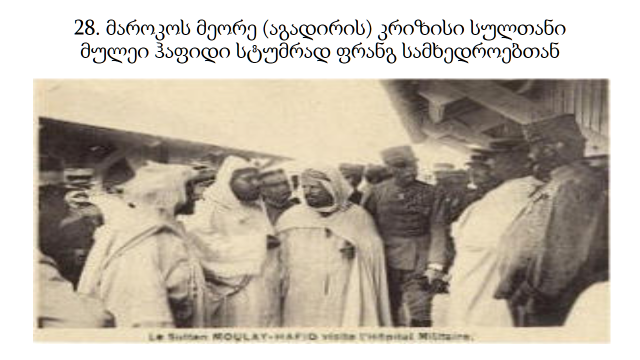 28. მაროკოს მეორე (აგადირის) კრიზისი სულთანი
მულეი ჰაფიდი სტუმრად ფრანგ სამხედროებთან
Le Sultan MOULAY-HAFID visite l'Hôpital Militaire.